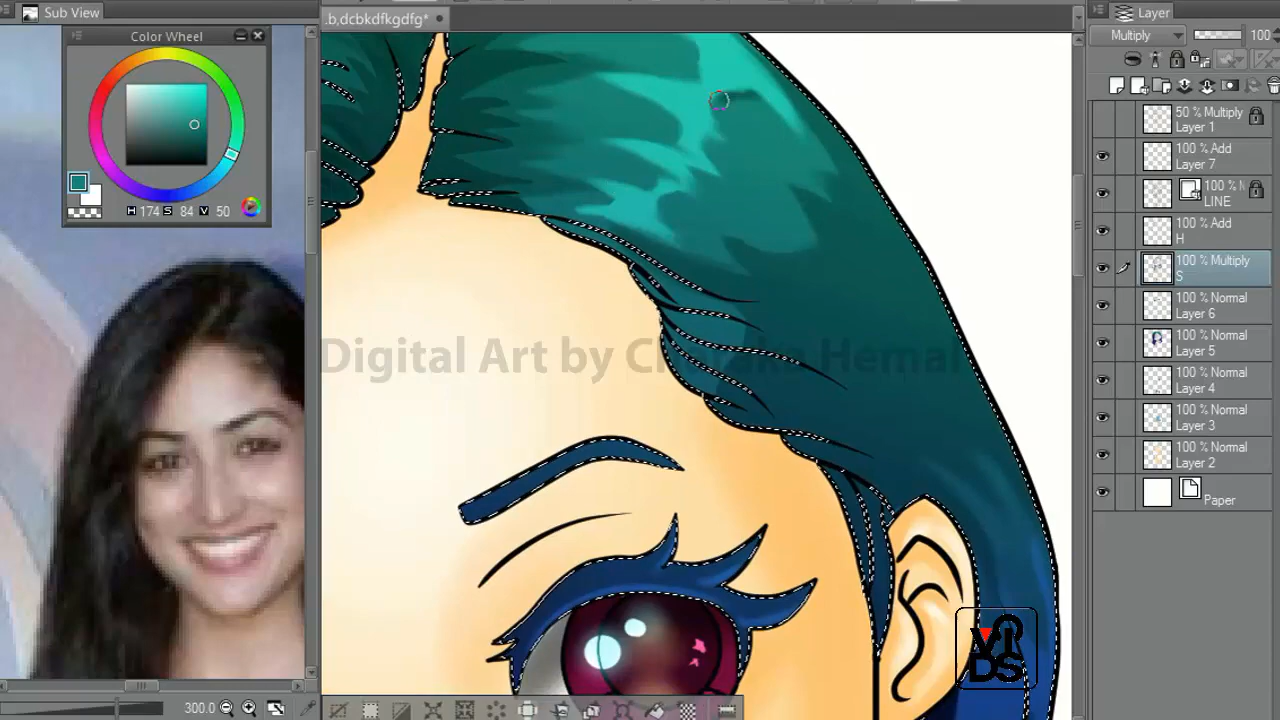 Sub View
.b,dcbkdfkgdfg*
Layer
Color Wheel
Multiply
100
50 % Multiply
Layer 1
100 % Add
Layer 7
100 %
LINE
100 % Add
H
100 % Multiply
S
100 % Normal
Layer 6
100 % Normal
Layer 5
100 % Normal
Layer 4
100 % Normal
Layer 3
100 % Normal
Layer 2
Paper
H 174 S 84 V 50
Digital Art by
VIDS
300.0